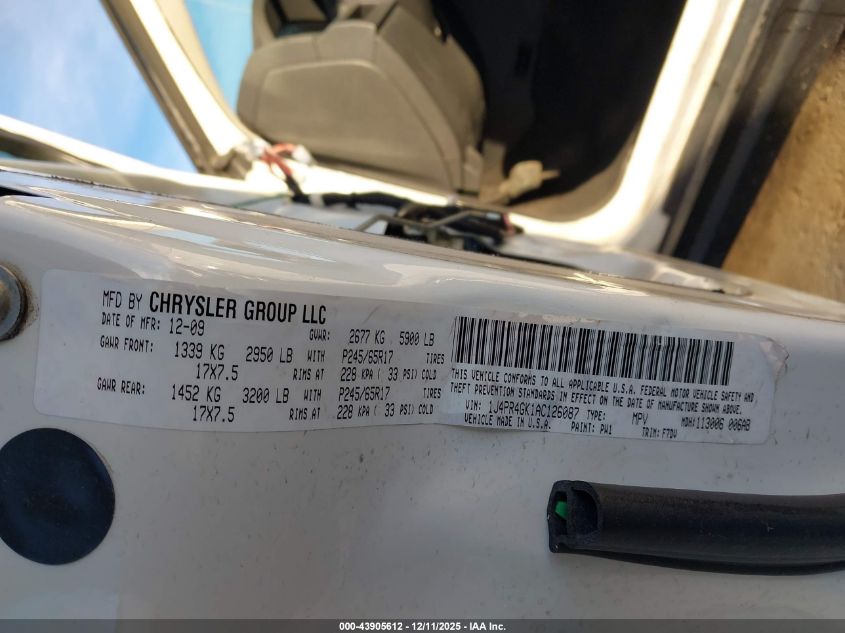 MFD BY CHRYSLER GROUP LLC
DATE OF MFR: 12-09 GVWR: 2677 KG 5900 LB
GAWR FRONT: 1339 KG 2950 LB WITH P245/65R17 TIRES
17X7.5 RIMS AT 228 KPA ( 33 PSI) COLD
GAWR REAR: 1452 KG 3200 LB WITH P245/65R17 TIRES
17X7.5 RIMS AT 228 KPA ( 33 PSI) COLD
THIS VEHICLE CONFORMS TO ALL APPLICABLE U.S.A. FEDERAL MOTOR VEHICLE SAFETY AND
THEFT PREVENTION STANDARDS IN EFFECT ON THE DATE OF MANUFACTURE SHOWN ABOVE.
VIN: 1J4PR4GK1AC126087 TYPE: MPV MDH: 113006 006AB
VEHICLE MADE IN U.S.A. PAINT: PW1 TRIM: F7DV
000-43905612 - 12/11/2025 - IAA Inc.